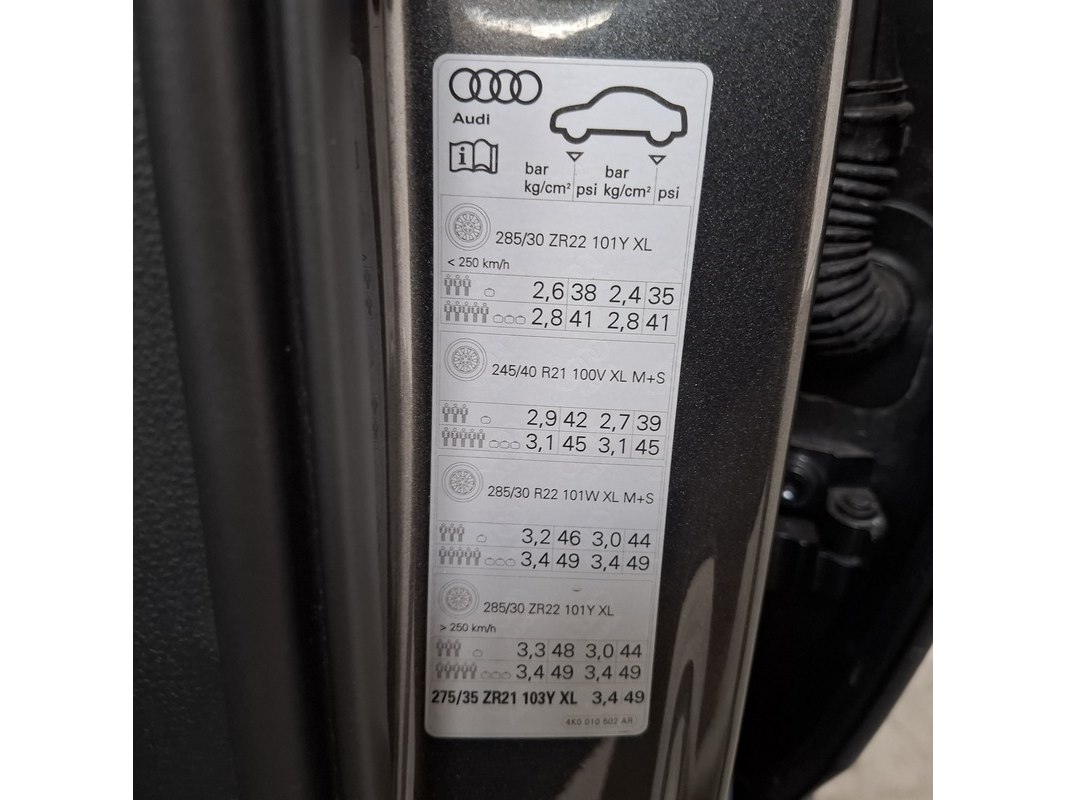 Audi
i
bar bar
kg/cm² psi kg/cm² psi
285/30 ZR22 101Y XL
< 250 km/h
2,6 38 2,4 35
2,8 41 2,8 41
245/40 R21 100V XL M+S
2,9 42 2,7 39
3,1 45 3,1 45
285/30 R22 101W XL M+S
3,2 46 3,0 44
3,4 49 3,4 49
285/30 ZR22 101Y XL
> 250 km/h
3,3 48 3,0 44
3,4 49 3,4 49
275/35 ZR21 103Y XL 3,4 49
4K0 010 502 AR